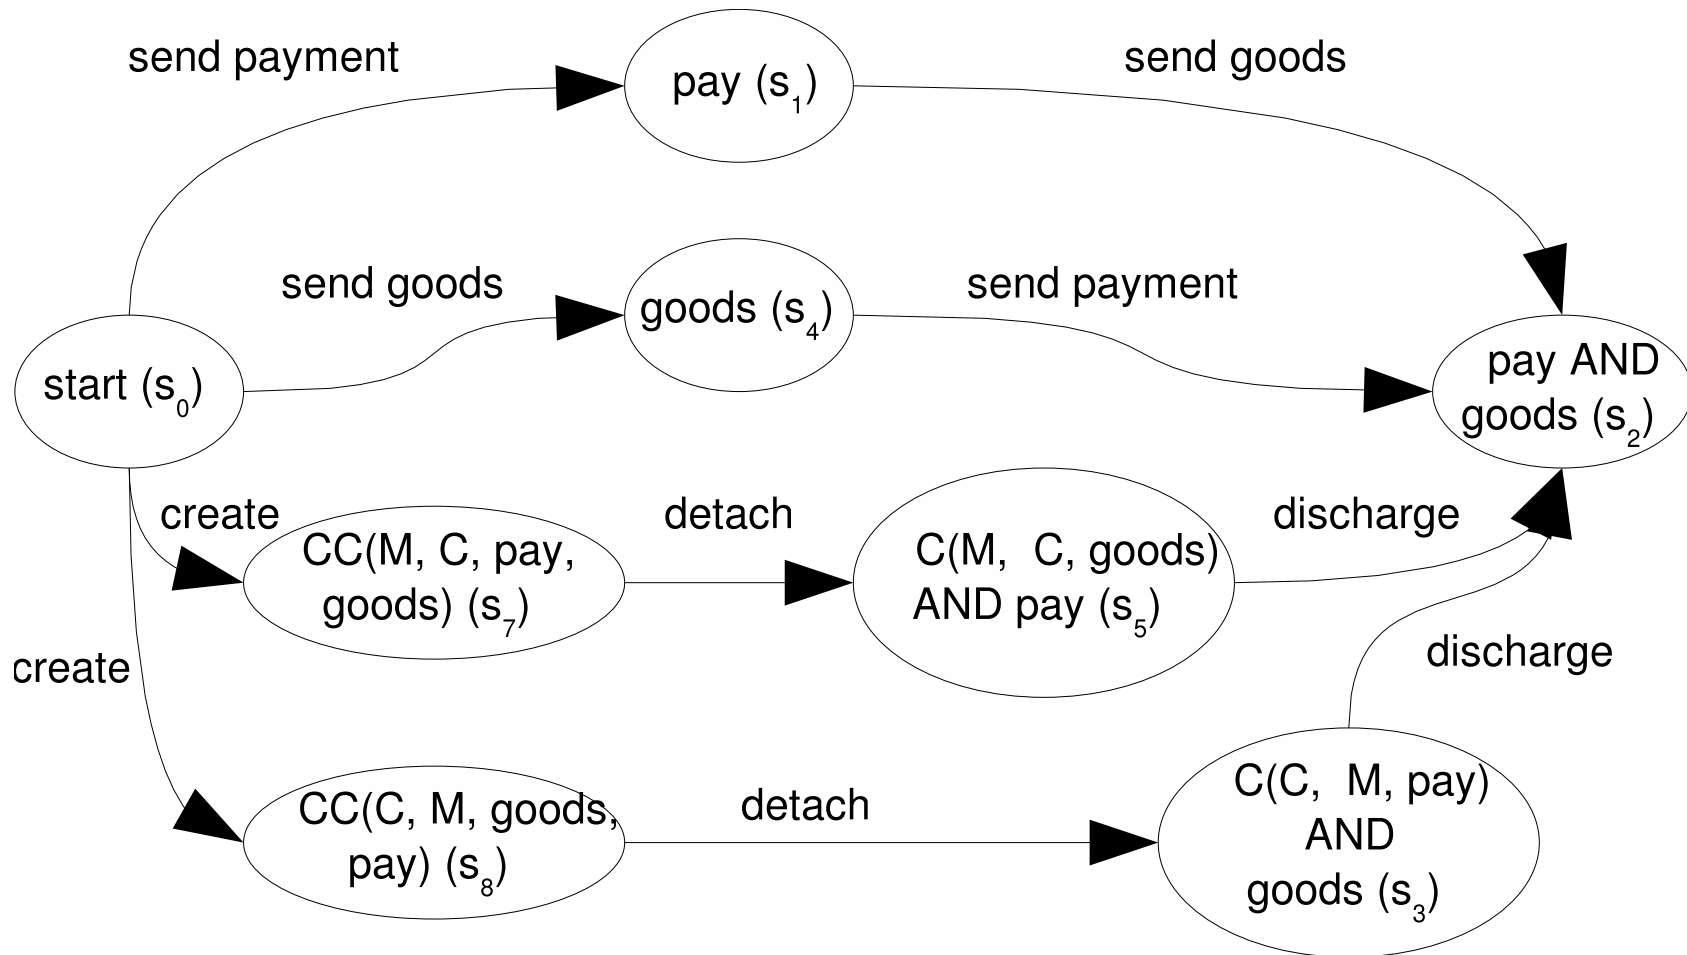 send payment
pay (s1)
send goods
send goods
goods (s4)
send payment
start (s0)
pay AND
goods (s2)
create
CC(M, C, pay,
goods) (s7)
detach
C(M, C, goods)
AND pay (s5)
discharge
create
CC(C, M, goods,
pay) (s8)
detach
C(C, M, pay)
AND
goods (s3)
discharge